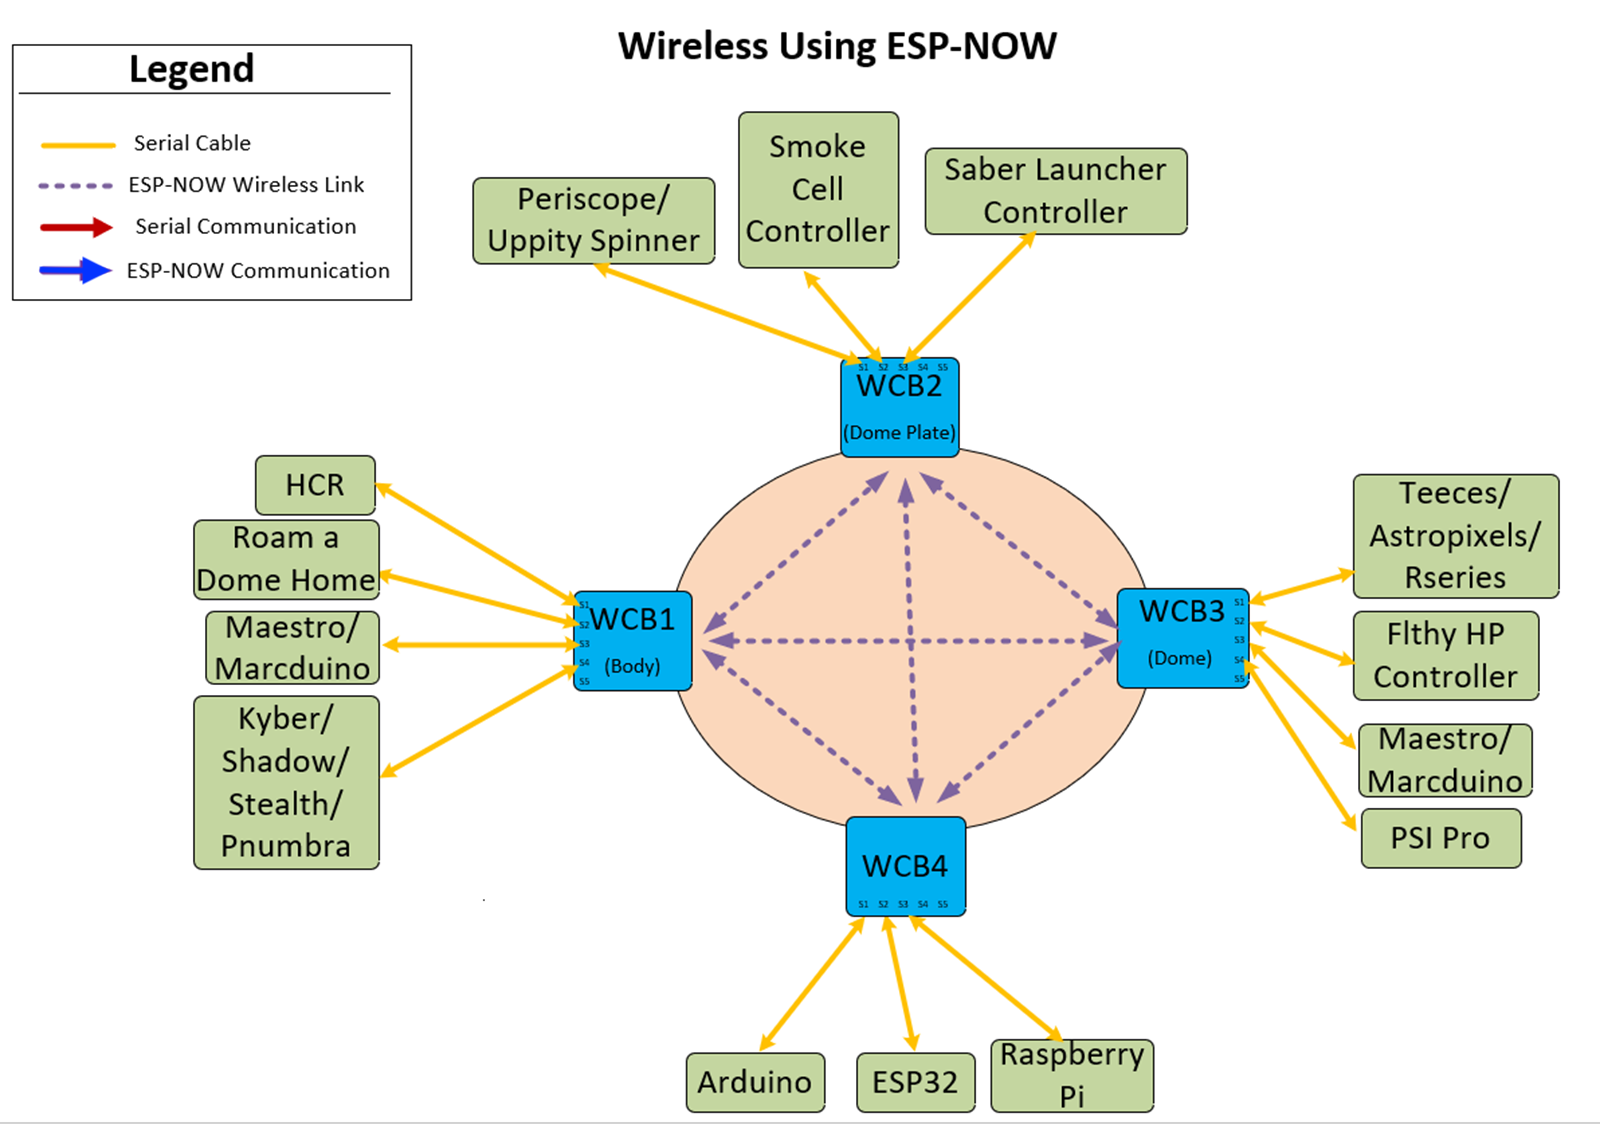 Wireless Using ESP-NOW
Legend
Serial Cable
ESP-NOW Wireless Link
Serial Communication
ESP-NOW Communication
Periscope/
Uppity Spinner
Smoke
Cell
Controller
Saber Launcher
Controller
S1 S2 S3 S4 S5
WCB2
(Dome Plate)
HCR
Roam a
Dome Home
Maestro/
Marcduino
Kyber/
Shadow/
Stealth/
Pnumbra
S1
S2
S3
S4
S5
WCB1
(Body)
WCB3
(Dome)
S1
S2
S3
S4
S5
Teeces/
Astropixels/
Rseries
Flthy HP
Controller
Maestro/
Marcduino
PSI Pro
WCB4
S1 S2 S3 S4 S5
Arduino
ESP32
Raspberry
Pi